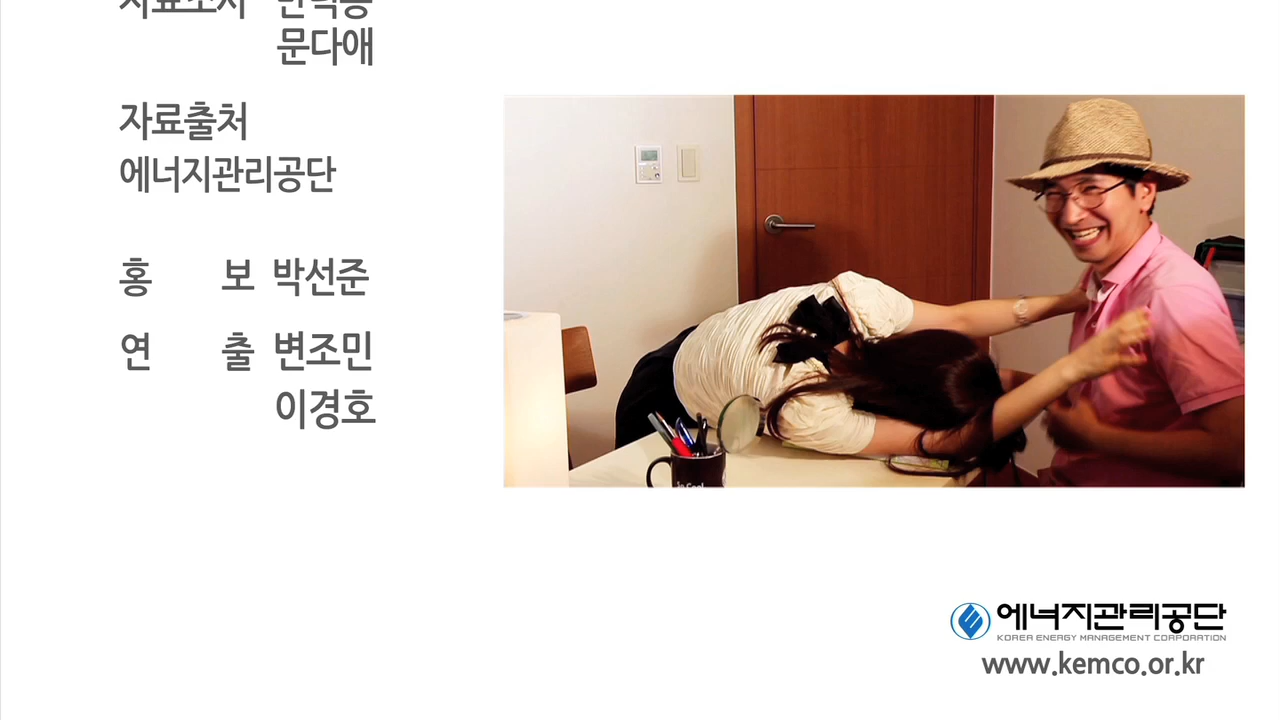 문다애
자료출처
에너지관리공단
홍 보 박선준
연 출 변조민
이경호
에너지관리공단
KOREA ENERGY MANAGEMENT CORPORATION
www.kemco.or.kr